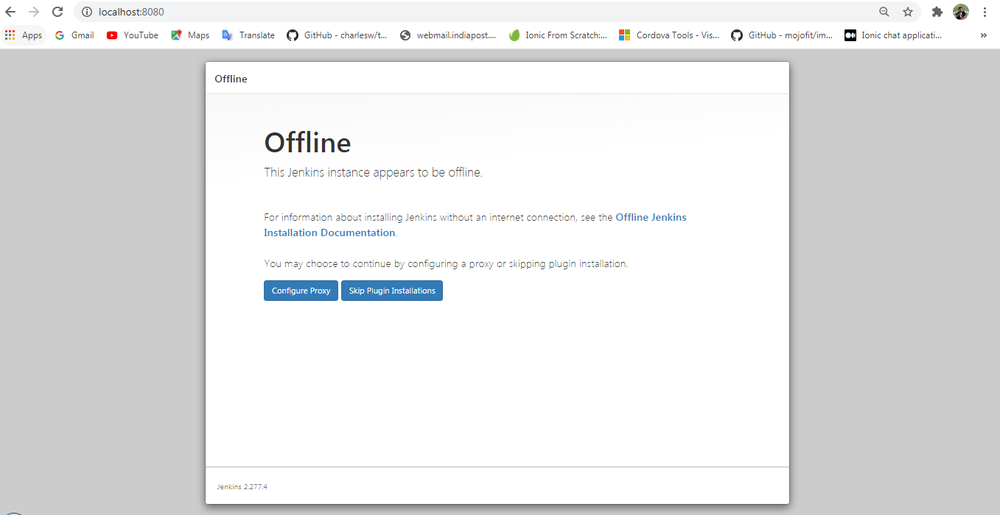 localhost:8080
Apps Gmail YouTube Maps Translate GitHub - charlesw/t... webmail.indiapost.... Ionic From Scratch:... Cordova Tools - Vis... GitHub - mojofit/im... Ionic chat applicati... »
Offline
Offline
This Jenkins instance appears to be offline.
For information about installing Jenkins without an internet connection, see the Offline Jenkins
Installation Documentation.
You may choose to continue by configuring a proxy or skipping plugin installation.
Configure Proxy Skip Plugin Installations
Jenkins 2.277.4